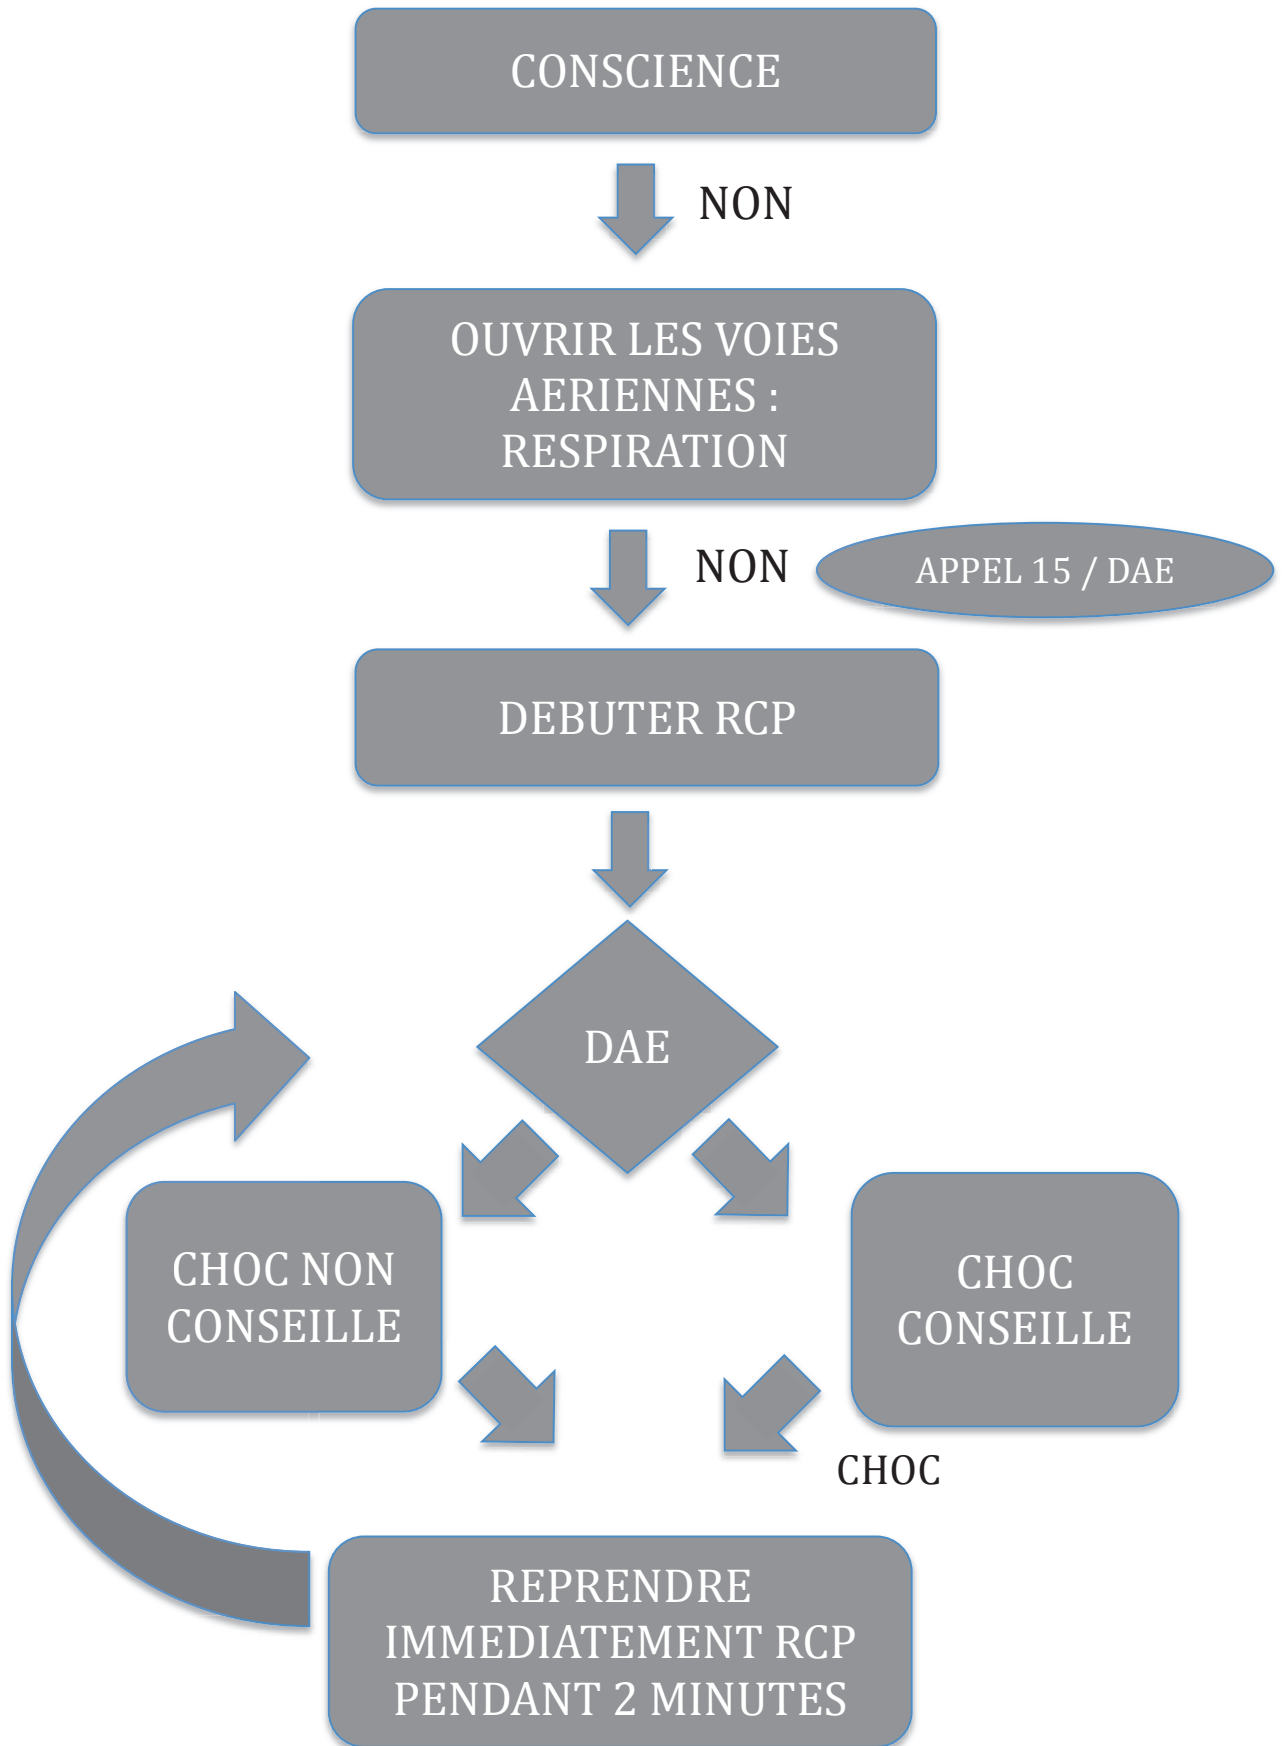 CONSCIENCE
NON
OUVRIR LES VOIES
AERIENNES :
RESPIRATION
NON
APPEL 15 / DAE
DEBUTER RCP
DAE
CHOC NON
CONSEILLE
CHOC
CONSEILLE
CHOC
REPRENDRE
IMMEDIATEMENT RCP
PENDANT 2 MINUTES